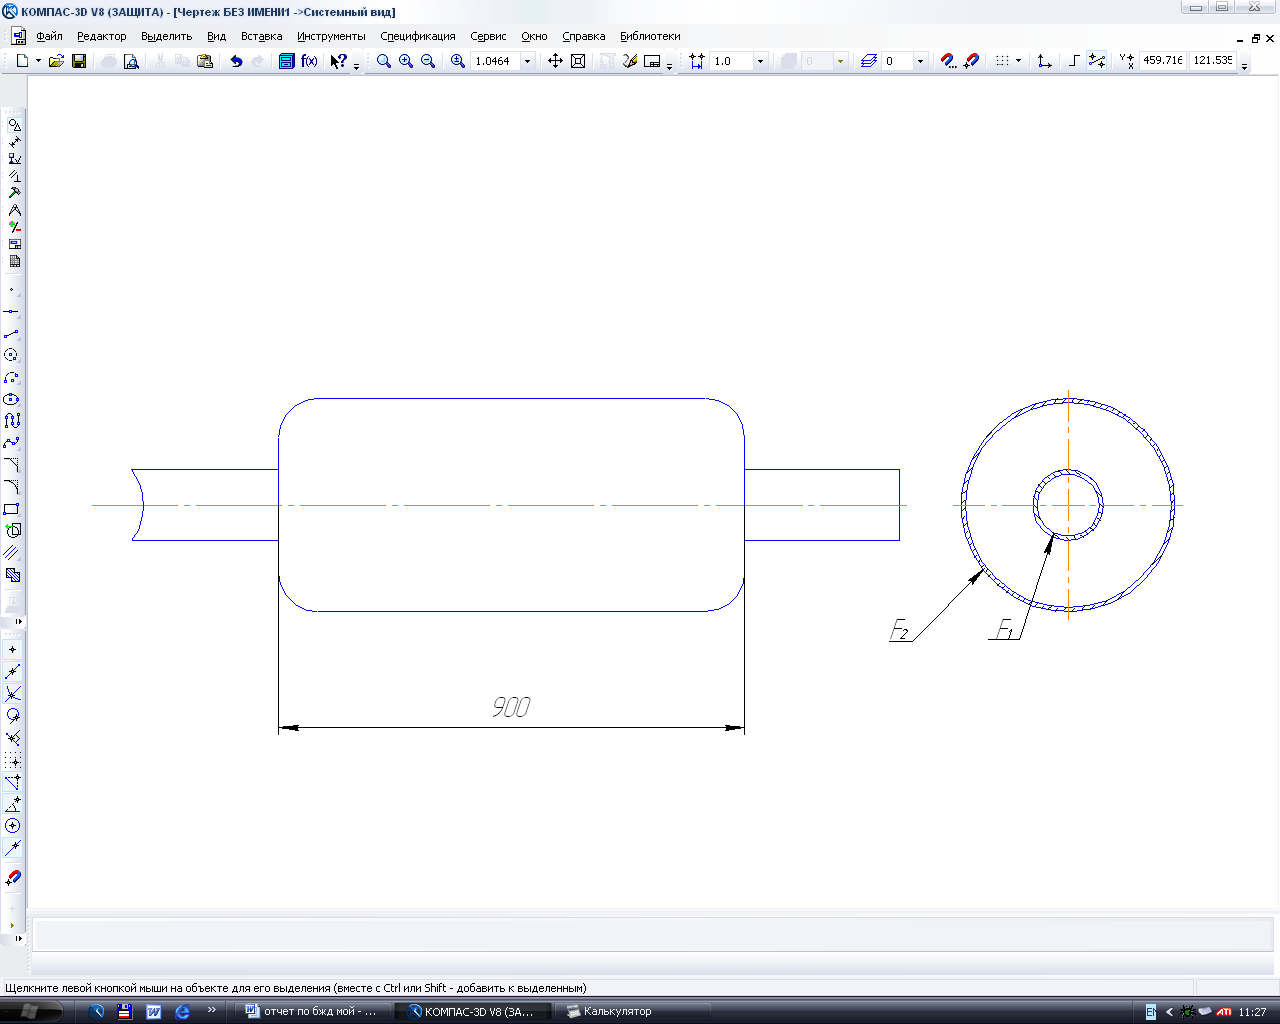 КОМПАС-3D V8 (ЗАЩИТА) - [Чертеж БЕЗ ИМЕНИ1 ->Системный вид]
Файл Редактор Выделить Вид Вставка Инструменты Спецификация Сервис Окно Справка Библиотеки
f(x) 1.0464 1.0 0 0 459.716 121.535
F2 F1
900
Щелкните левой кнопкой мыши на объекте для его выделения (вместе с Ctrl или Shift - добавить к выделенным)
отчет по бжд мой - ... КОМПАС-3D V8 (ЗА... Калькулятор EN ATI 11:27